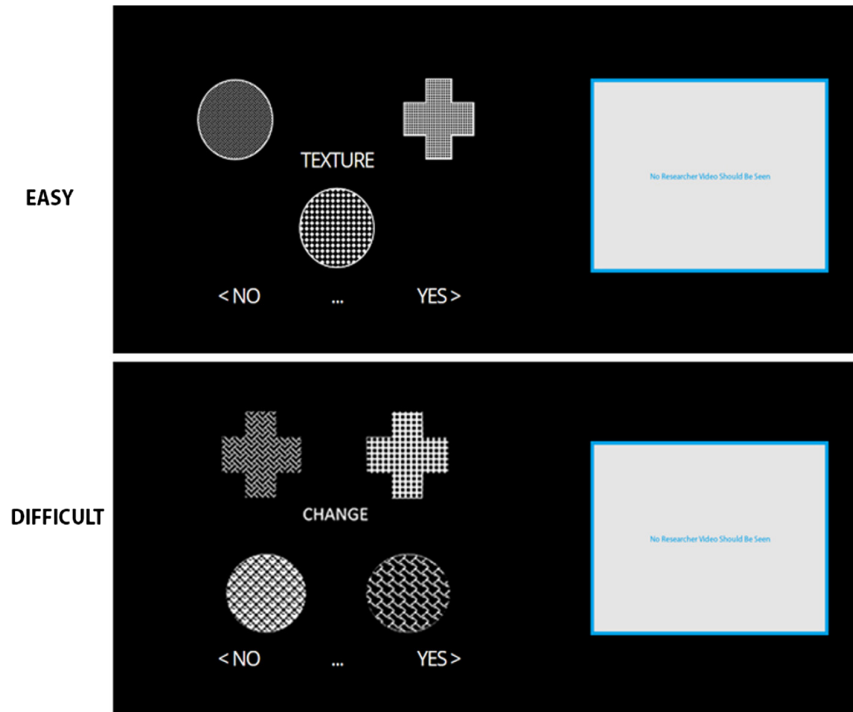 EASY
TEXTURE
< NO ... YES >
No Researcher Video Should Be Seen
DIFFICULT
CHANGE
< NO ... YES >
No Researcher Video Should Be Seen